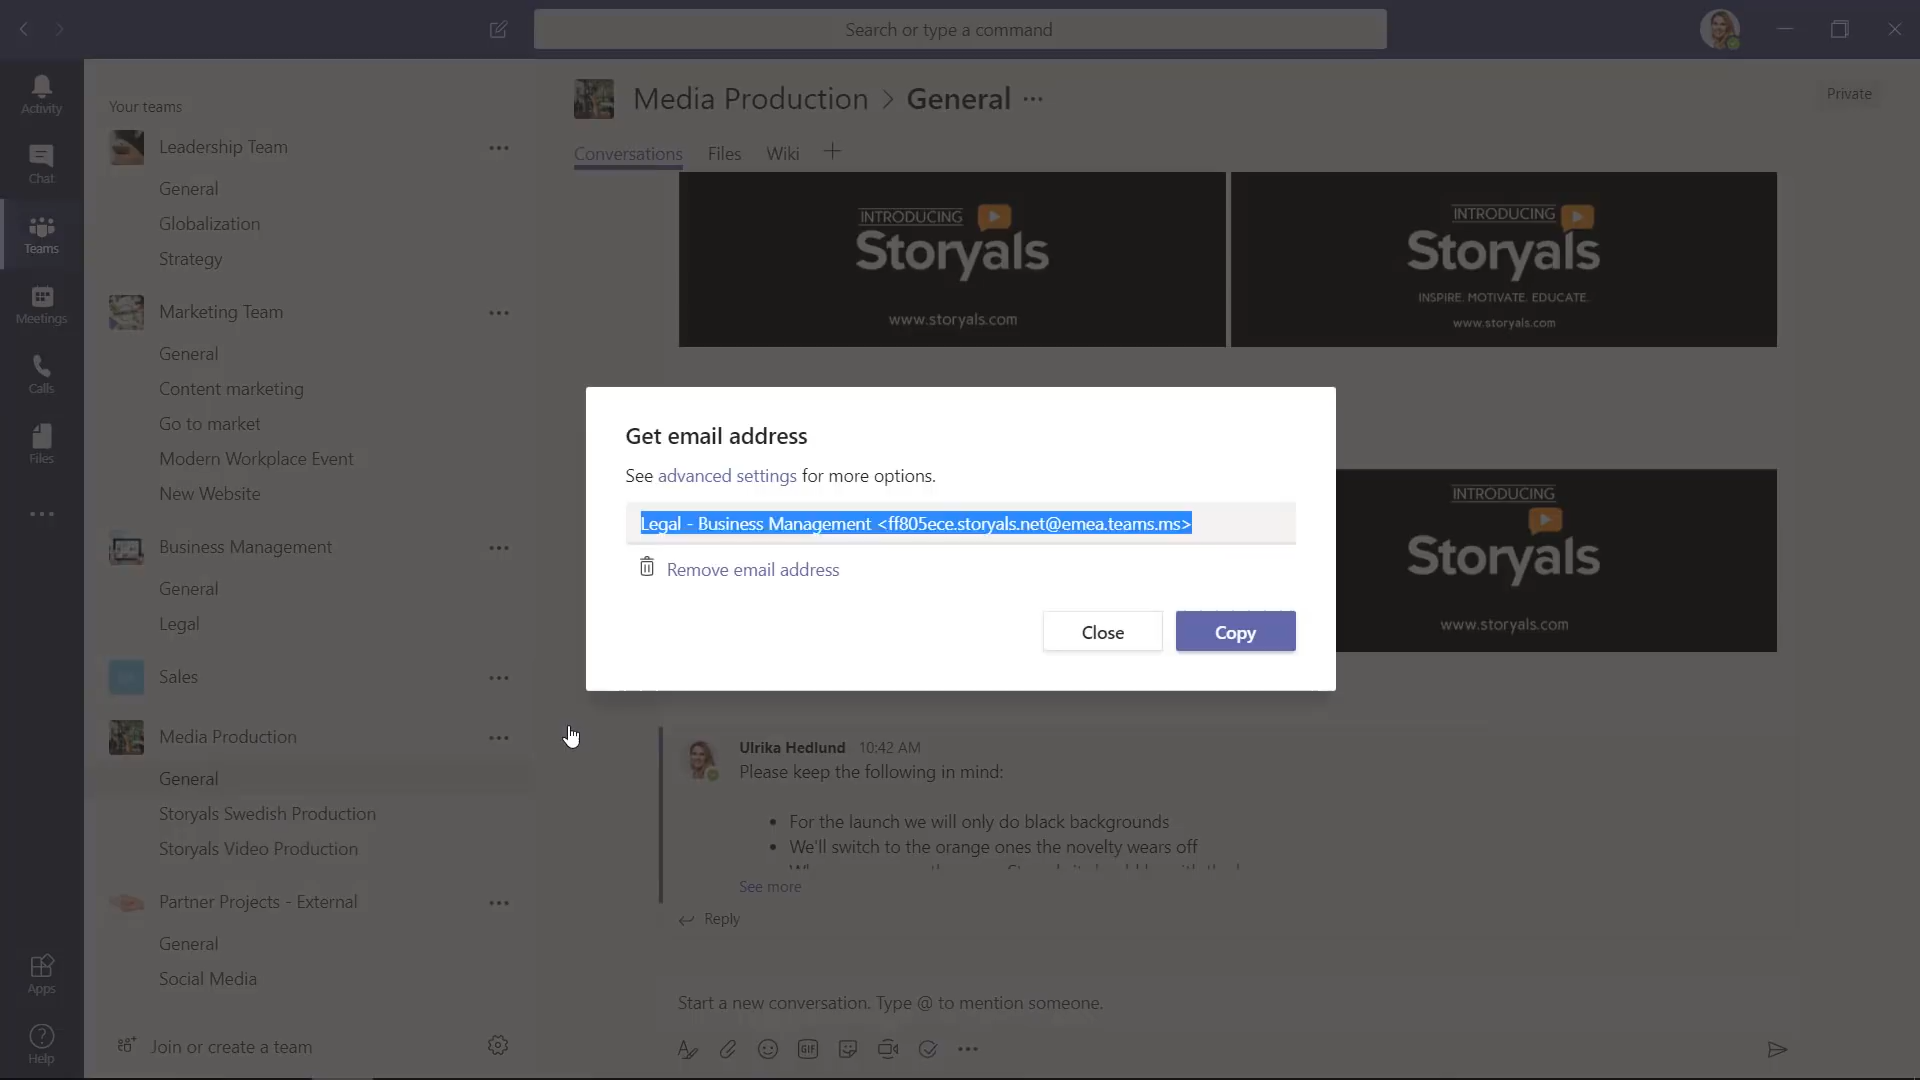 Search or type a command
Activity
Chat
Teams
Meetings
Calls
Files
Apps
Help
Your teams
Leadership Team
General
Globalization
Strategy
Marketing Team
General
Content marketing
Go to market
Modern Workplace Event
New Website
Business Management
General
Legal
Sales
Media Production
General
Storyals Swedish Production
Storyals Video Production
Partner Projects - External
General
Social Media
Join or create a team
Media Production > General
Private
Conversations Files Wiki
INTRODUCING
Storyals
www.storyals.com
INTRODUCING
Storyals
INSPIRE. MOTIVATE. EDUCATE.
www.storyals.com
Get email address
See advanced settings for more options.
Legal - Business Management <ff805ece.storyals.net@emea.teams.ms>
Remove email address
Close
Copy
INTRODUCING
Storyals
www.storyals.com
Ulrika Hedlund 10:42 AM
Please keep the following in mind:
• For the launch we will only do black backgrounds
• We'll switch to the orange ones the novelty wears off
See more
Reply
Start a new conversation. Type @ to mention someone.
GIF